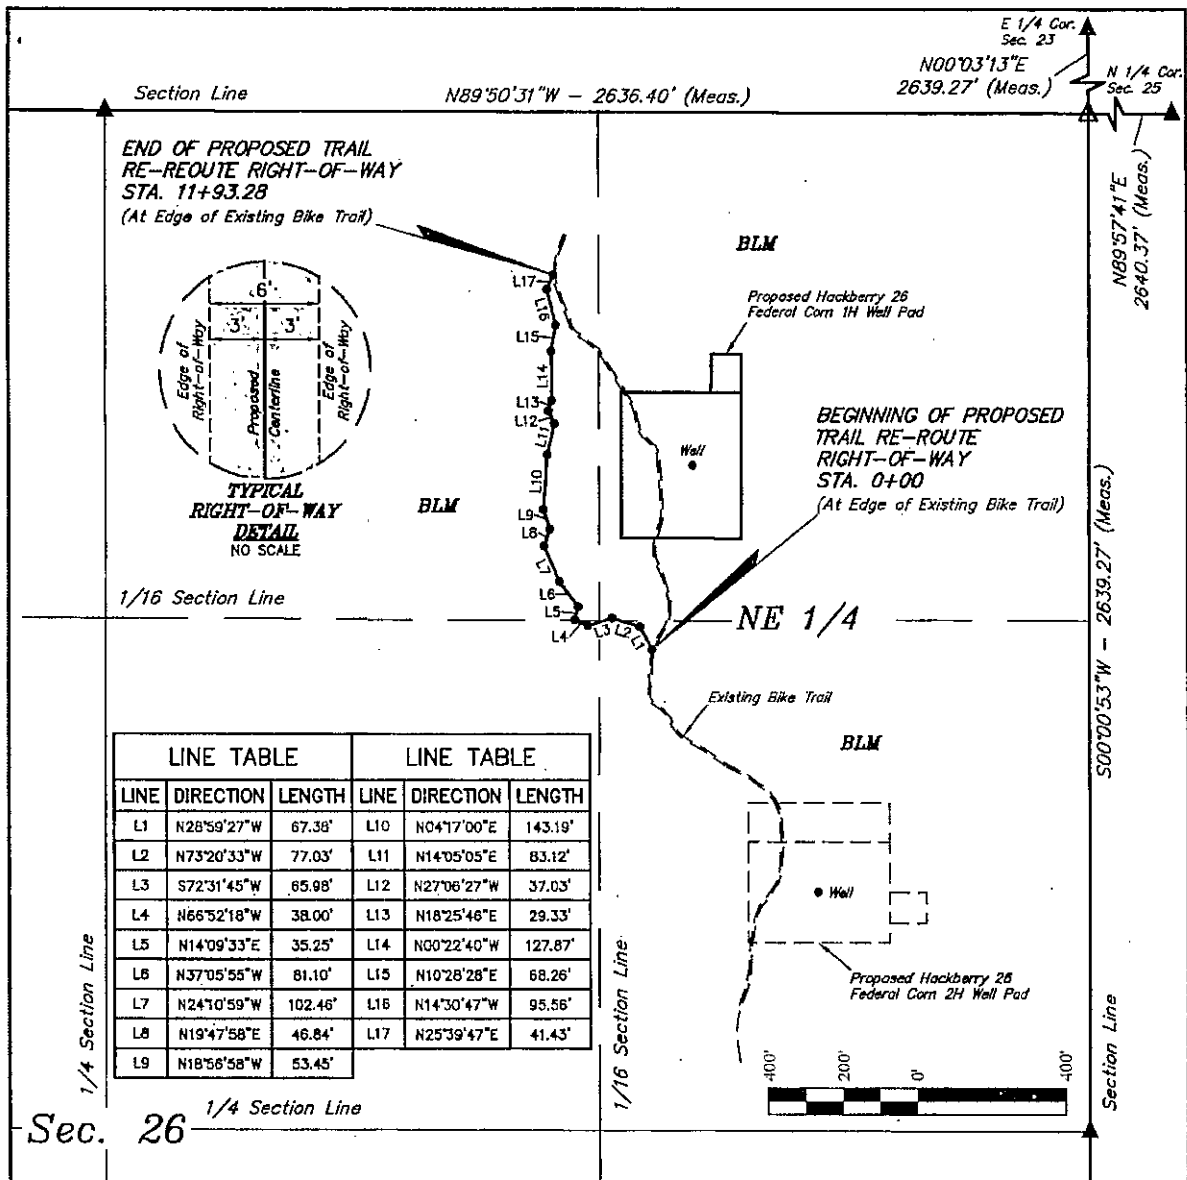 E 1/4 Cor.
Sec. 23
N00°03'13"E
2639.27' (Meas.)
N 1/4 Cor.
Sec. 25
Section Line
N89°50'31"W - 2636.40' (Meas.)
N89°57'41"E
2640.37' (Meas.)
END OF PROPOSED TRAIL
RE-REOUTE RIGHT-OF-WAY
STA. 11+93.28
(At Edge of Existing Bike Trail)
BLM
Proposed Hackberry 26
Federal Com 1H Well Pad
6'
3' 3'
Edge of
Right-of-Way
Proposed
Centerline
Edge of
Right-of-Way
TYPICAL
RIGHT-OF-WAY
DETAIL
NO SCALE
L17
L16
L15
L14
L13
L12
L11
L10
L9
L8
L7
L6
L5
L4
L3
L2
L1
BLM
Well
BEGINNING OF PROPOSED
TRAIL RE-ROUTE
RIGHT-OF-WAY
STA. 0+00
(At Edge of Existing Bike Trail)
1/16 Section Line
NE 1/4
S00°00'53"W - 2639.27' (Meas.)
Existing Bike Trail
BLM
LINE TABLE LINE TABLE
LINE DIRECTION LENGTH LINE DIRECTION LENGTH
L1 N28°59'27"W 67.38' L10 N04°17'00"E 143.19'
L2 N73°20'33"W 77.03' L11 N14°05'05"E 83.12'
L3 S72°31'45"W 65.98' L12 N27°06'27"W 37.03'
L4 N66°52'18"W 38.00' L13 N18°25'46"E 29.33'
L5 N14°09'33"E 35.25' L14 N00°22'40"W 127.87'
L6 N37°05'55"W 81.10' L15 N10°28'28"E 68.26'
L7 N24°10'59"W 102.46' L16 N14°30'47"W 95.56'
L8 N19°47'58"E 46.84' L17 N25°39'47"E 41.43'
L9 N18°56'58"W 53.45'
Well
Proposed Hackberry 26
Federal Com 2H Well Pad
1/4 Section Line
1/16 Section Line
Section Line
400' 200' 0' 400'
1/4 Section Line
Sec. 26